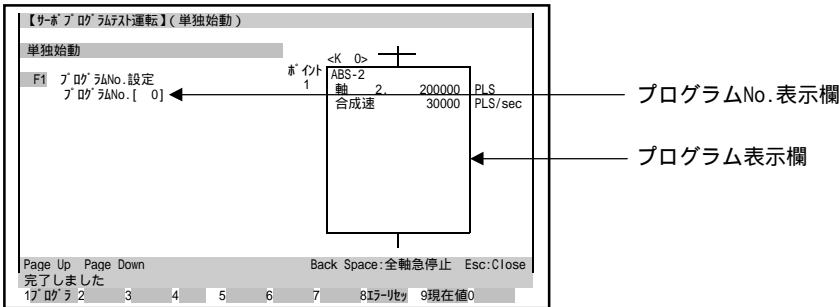 【ｻｰﾎﾞﾌﾟﾛｸﾞﾗﾑﾃｽﾄ運転】(単独始動)
単独始動
<K 0>
F1 ﾌﾟﾛｸﾞﾗﾑNo.設定
ﾎﾟｲﾝﾄ ABS-2
ﾌﾟﾛｸﾞﾗﾑNo.[ 0]
1 軸 2. 200000 PLS
合成速 30000 PLS/sec
プログラムNo.表示欄
プログラム表示欄
Page Up Page Down Back Space:全軸急停止 Esc:Close
完了しました
1ﾌﾟﾛｸﾞﾗ 2 3 4 5 6 7 8ｴﾗｰﾘｾｯ 9現在値0